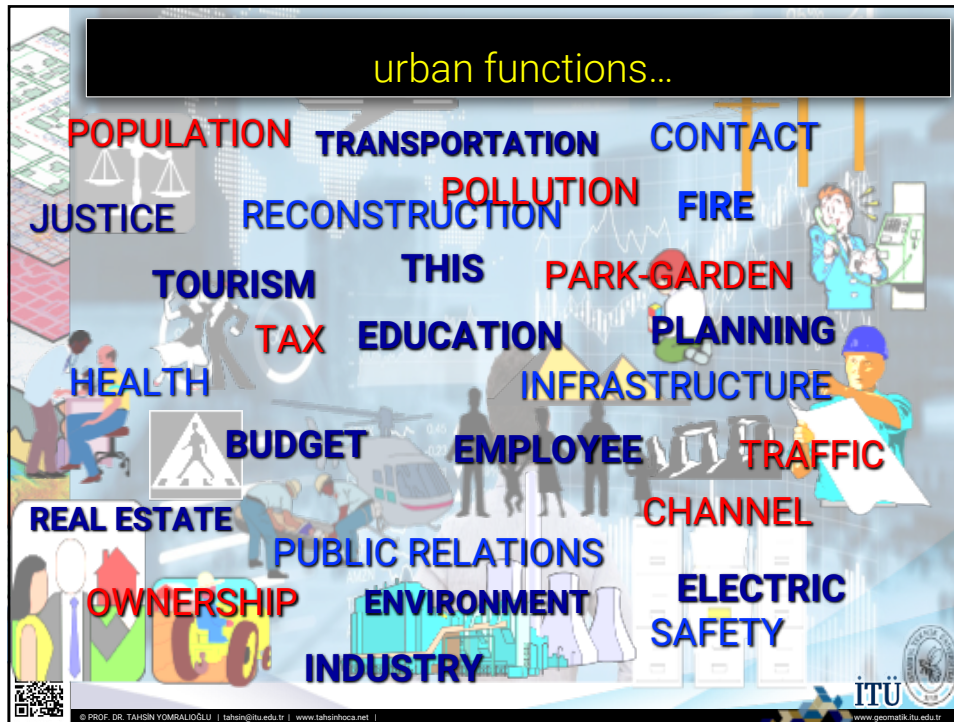 urban functions…
POPULATION
TRANSPORTATION
CONTACT
POLLUTION
JUSTICE
RECONSTRUCTION
FIRE
THIS
TOURISM
PARK-GARDEN
TAX
EDUCATION
PLANNING
HEALTH
INFRASTRUCTURE
BUDGET
EMPLOYEE
TRAFFIC
REAL ESTATE
CHANNEL
PUBLIC RELATIONS
OWNERSHIP
ENVIRONMENT
ELECTRIC
SAFETY
INDUSTRY
İTÜ
© PROF. DR. TAHSİN YOMRALIOĞLU | tahsin@itu.edu.tr | www.tahsinhoca.net |
www.geomatik.itu.edu.tr